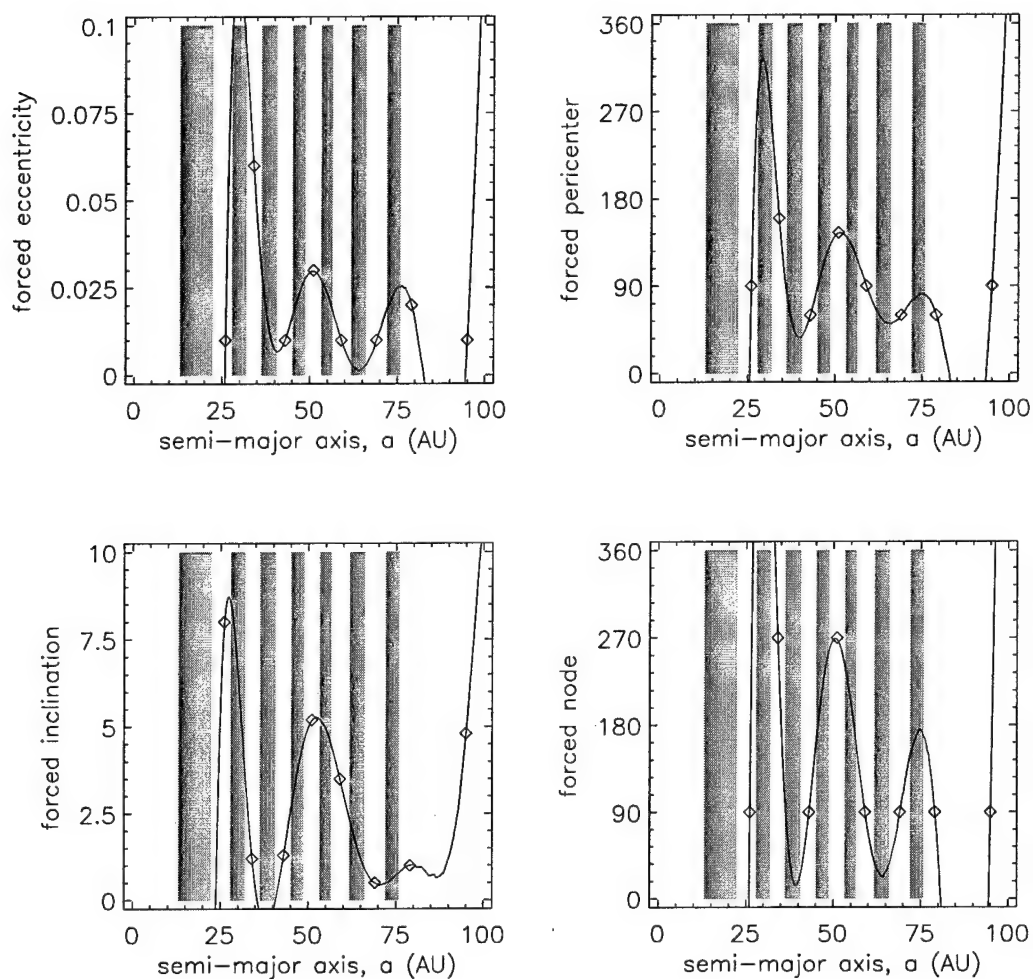 0.1
0.075
0.05
0.025
0
forced eccentricity
0 25 50 75 100
semi-major axis, a (AU)
360
270
180
90
0
forced pericenter
0 25 50 75 100
semi-major axis, a (AU)
10
7.5
5
2.5
0
forced inclination
0 25 50 75 100
semi-major axis, a (AU)
360
270
180
90
0
forced node
0 25 50 75 100
semi-major axis, a (AU)